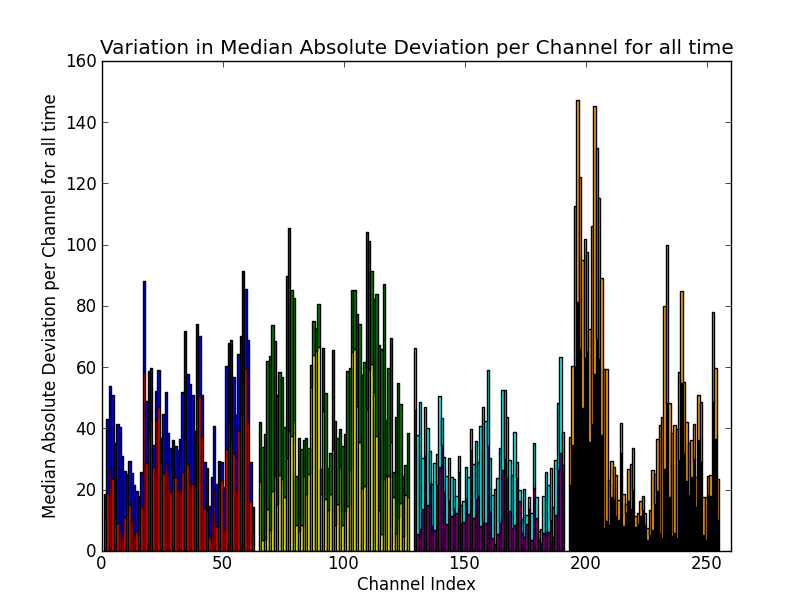 Variation in Median Absolute Deviation per Channel for all time
Median Absolute Deviation per Channel for all time
160
140
120
100
80
60
40
20
0
0 50 100 150 200 250
Channel Index